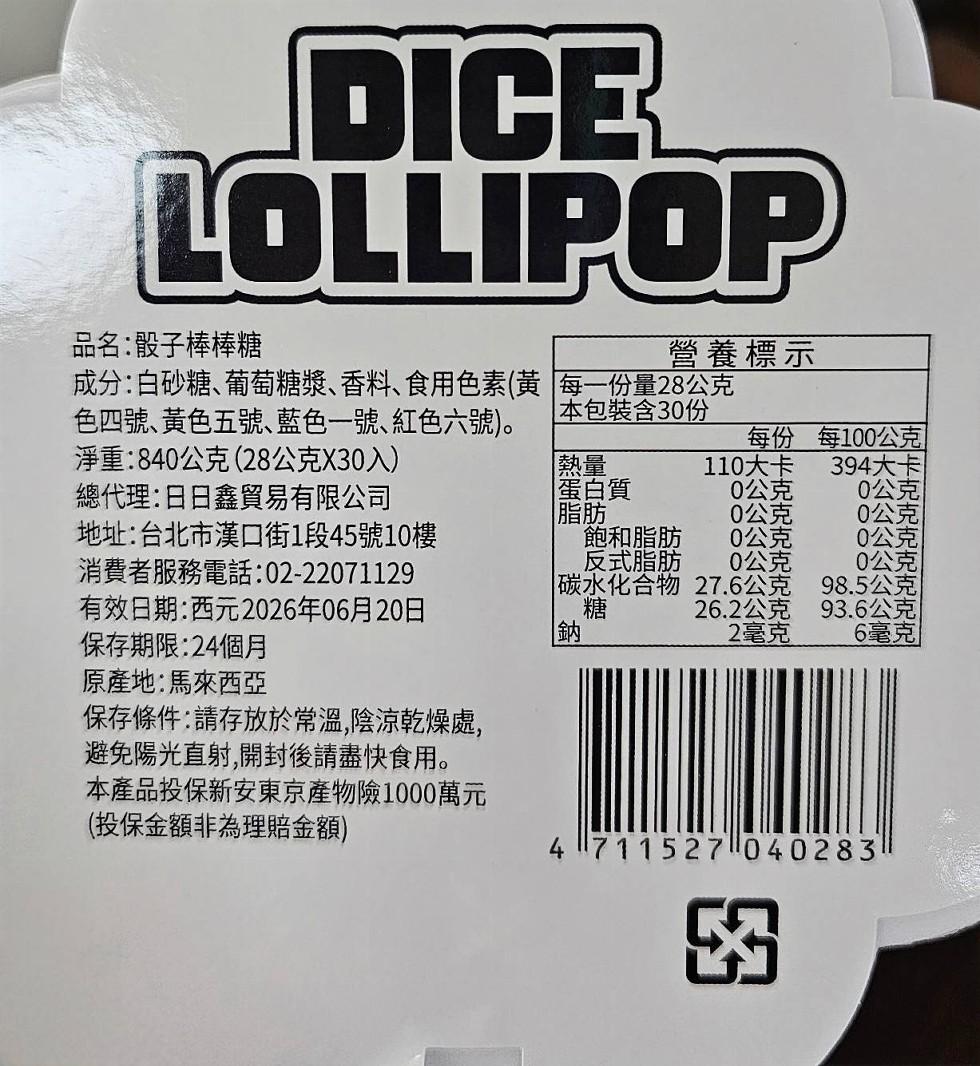 DICE
LOLLIPOP
品名:骰子棒棒糖
成分:白砂糖、葡萄糖漿、香料、食用色素(黃
色四號、黃色五號、藍色一號、紅色六號)。
淨重:840公克(28公克X30入)
總代理:日日鑫貿易有限公司
地址:台北市漢口街1段45號10樓
消費者服務電話:02-22071129
有效日期:西元2026年06月20日
保存期限:24個月
原產地:馬來西亞
保存條件:請存放於常溫,陰涼乾燥處,
避免陽光直射,開封後請盡快食用。
本產品投保新安東京產物險1000萬元
(投保金額非為理賠金額)
營養標示
每一份量28公克
本包裝含30份
每份 每100公克
熱量 110大卡 394大卡
蛋白質 0公克 0公克
脂肪 0公克 0公克
飽和脂肪 0公克 0公克
反式脂肪 0公克 0公克
碳水化合物 27.6公克 98.5公克
糖 26.2公克 93.6公克
鈉 2毫克 6毫克
4 711527 040283